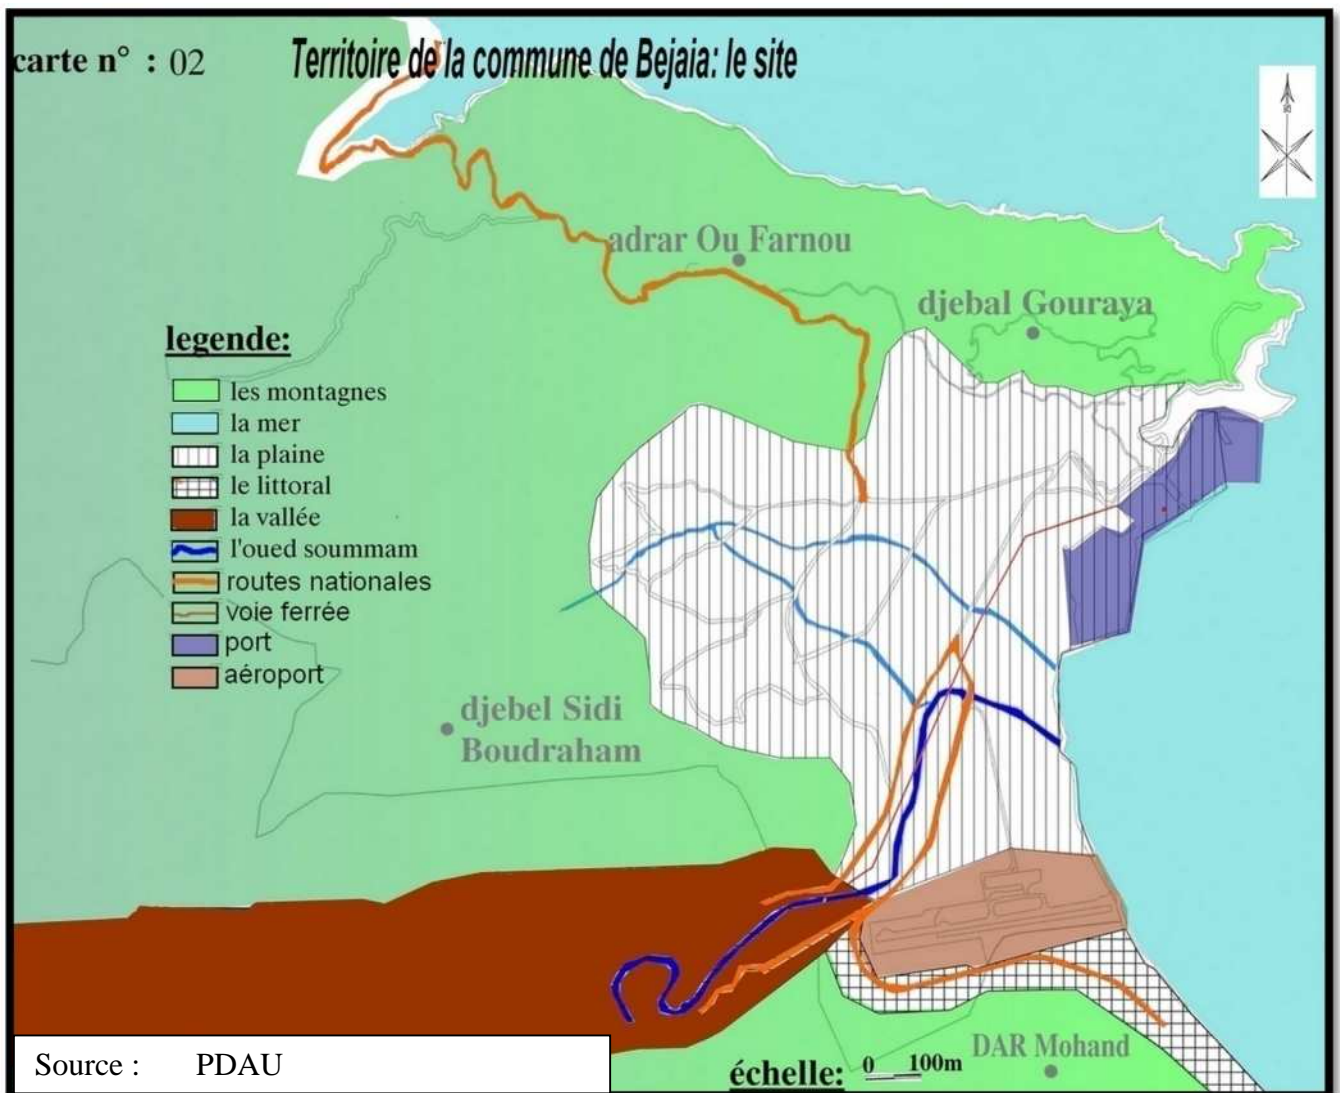 carte n° : 02
Territoire de la commune de Bejaia: le site
adrar Ou Farnou
djebal Gouraya
legende:
les montagnes
la mer
la plaine
le littoral
la vallée
l'oued soummam
routes nationales
voie ferrée
port
aéroport
djebel Sidi
Boudraham
DAR Mohand
échelle: 0 100m
Source : PDAU